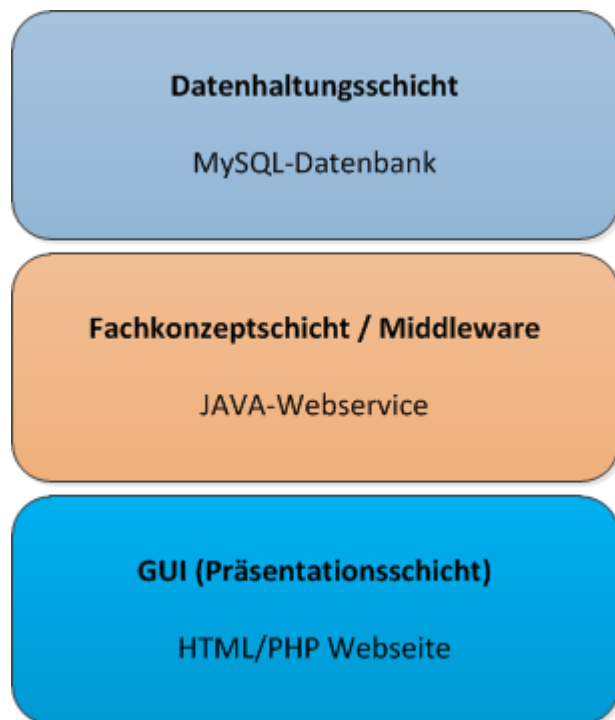 Datenhaltungsschicht
MySQL-Datenbank
Fachkonzeptschicht / Middleware
JAVA-Webservice
GUI (Präsentationsschicht)
HTML/PHP Webseite